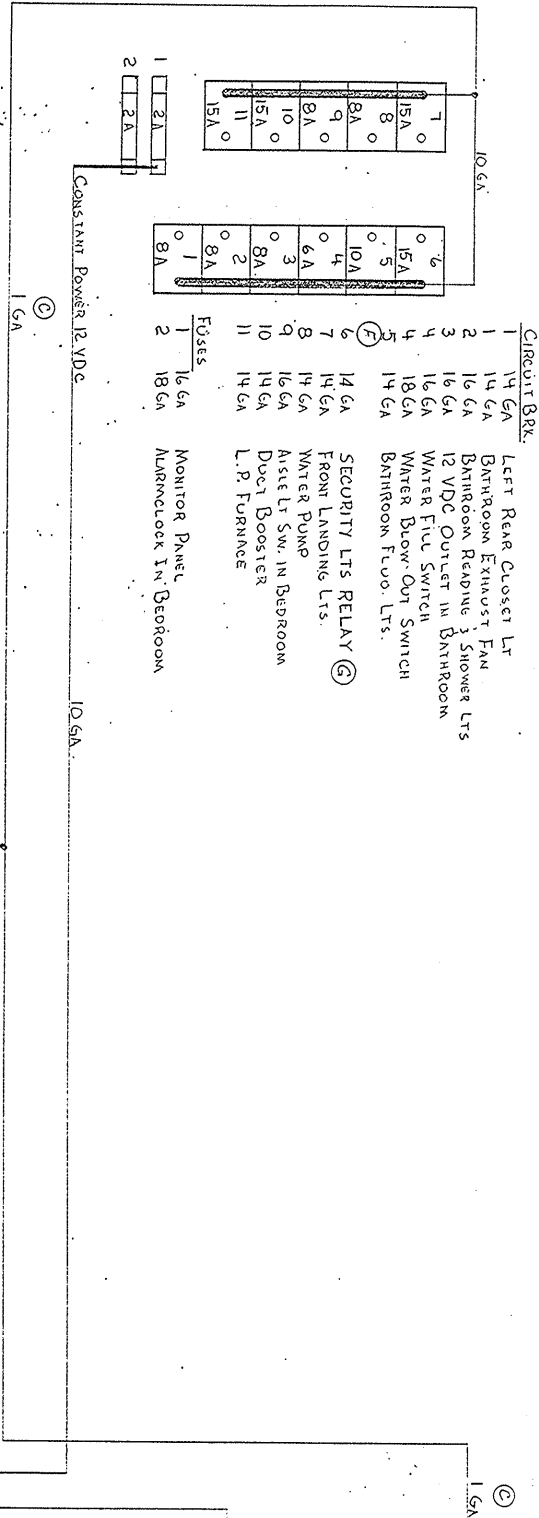 CIRCUIT BRK.
1 14 GA LEFT REAR CLOSET LT
1 14 GA BATHROOM EXHAUST FAN
2 16 GA BATHROOM READING & SHOWER LTS
3 16 GA 12 VDC OUTLET IN BATHROOM
4 16 GA WATER FILL SWITCH
4 18 GA WATER BLOW OUT SWITCH
5 14 GA BATHROOM FLUO. LTS.
F
6 14 GA SECURITY LTS RELAY G
7 14 GA FRONT LANDING LTS.
8 14 GA WATER PUMP
9 16 GA AISLE LT SW. IN BEDROOM
10 14 GA DUCT BOOSTER
11 14 GA L.P. FURNACE
FUSES
1 16 GA MONITOR PANEL
2 18 GA ALARMCLOCK IN BEDROOM
10 GA
6 15A
5 10A
4 6A
3 8A
2 8A
1 8A
7 15A
8 8A
9 8A
10 15A
11 15A
1 2A
2 2A
CONSTANT POWER 12 VDC
10 GA.
C
1 GA
C
1 GA